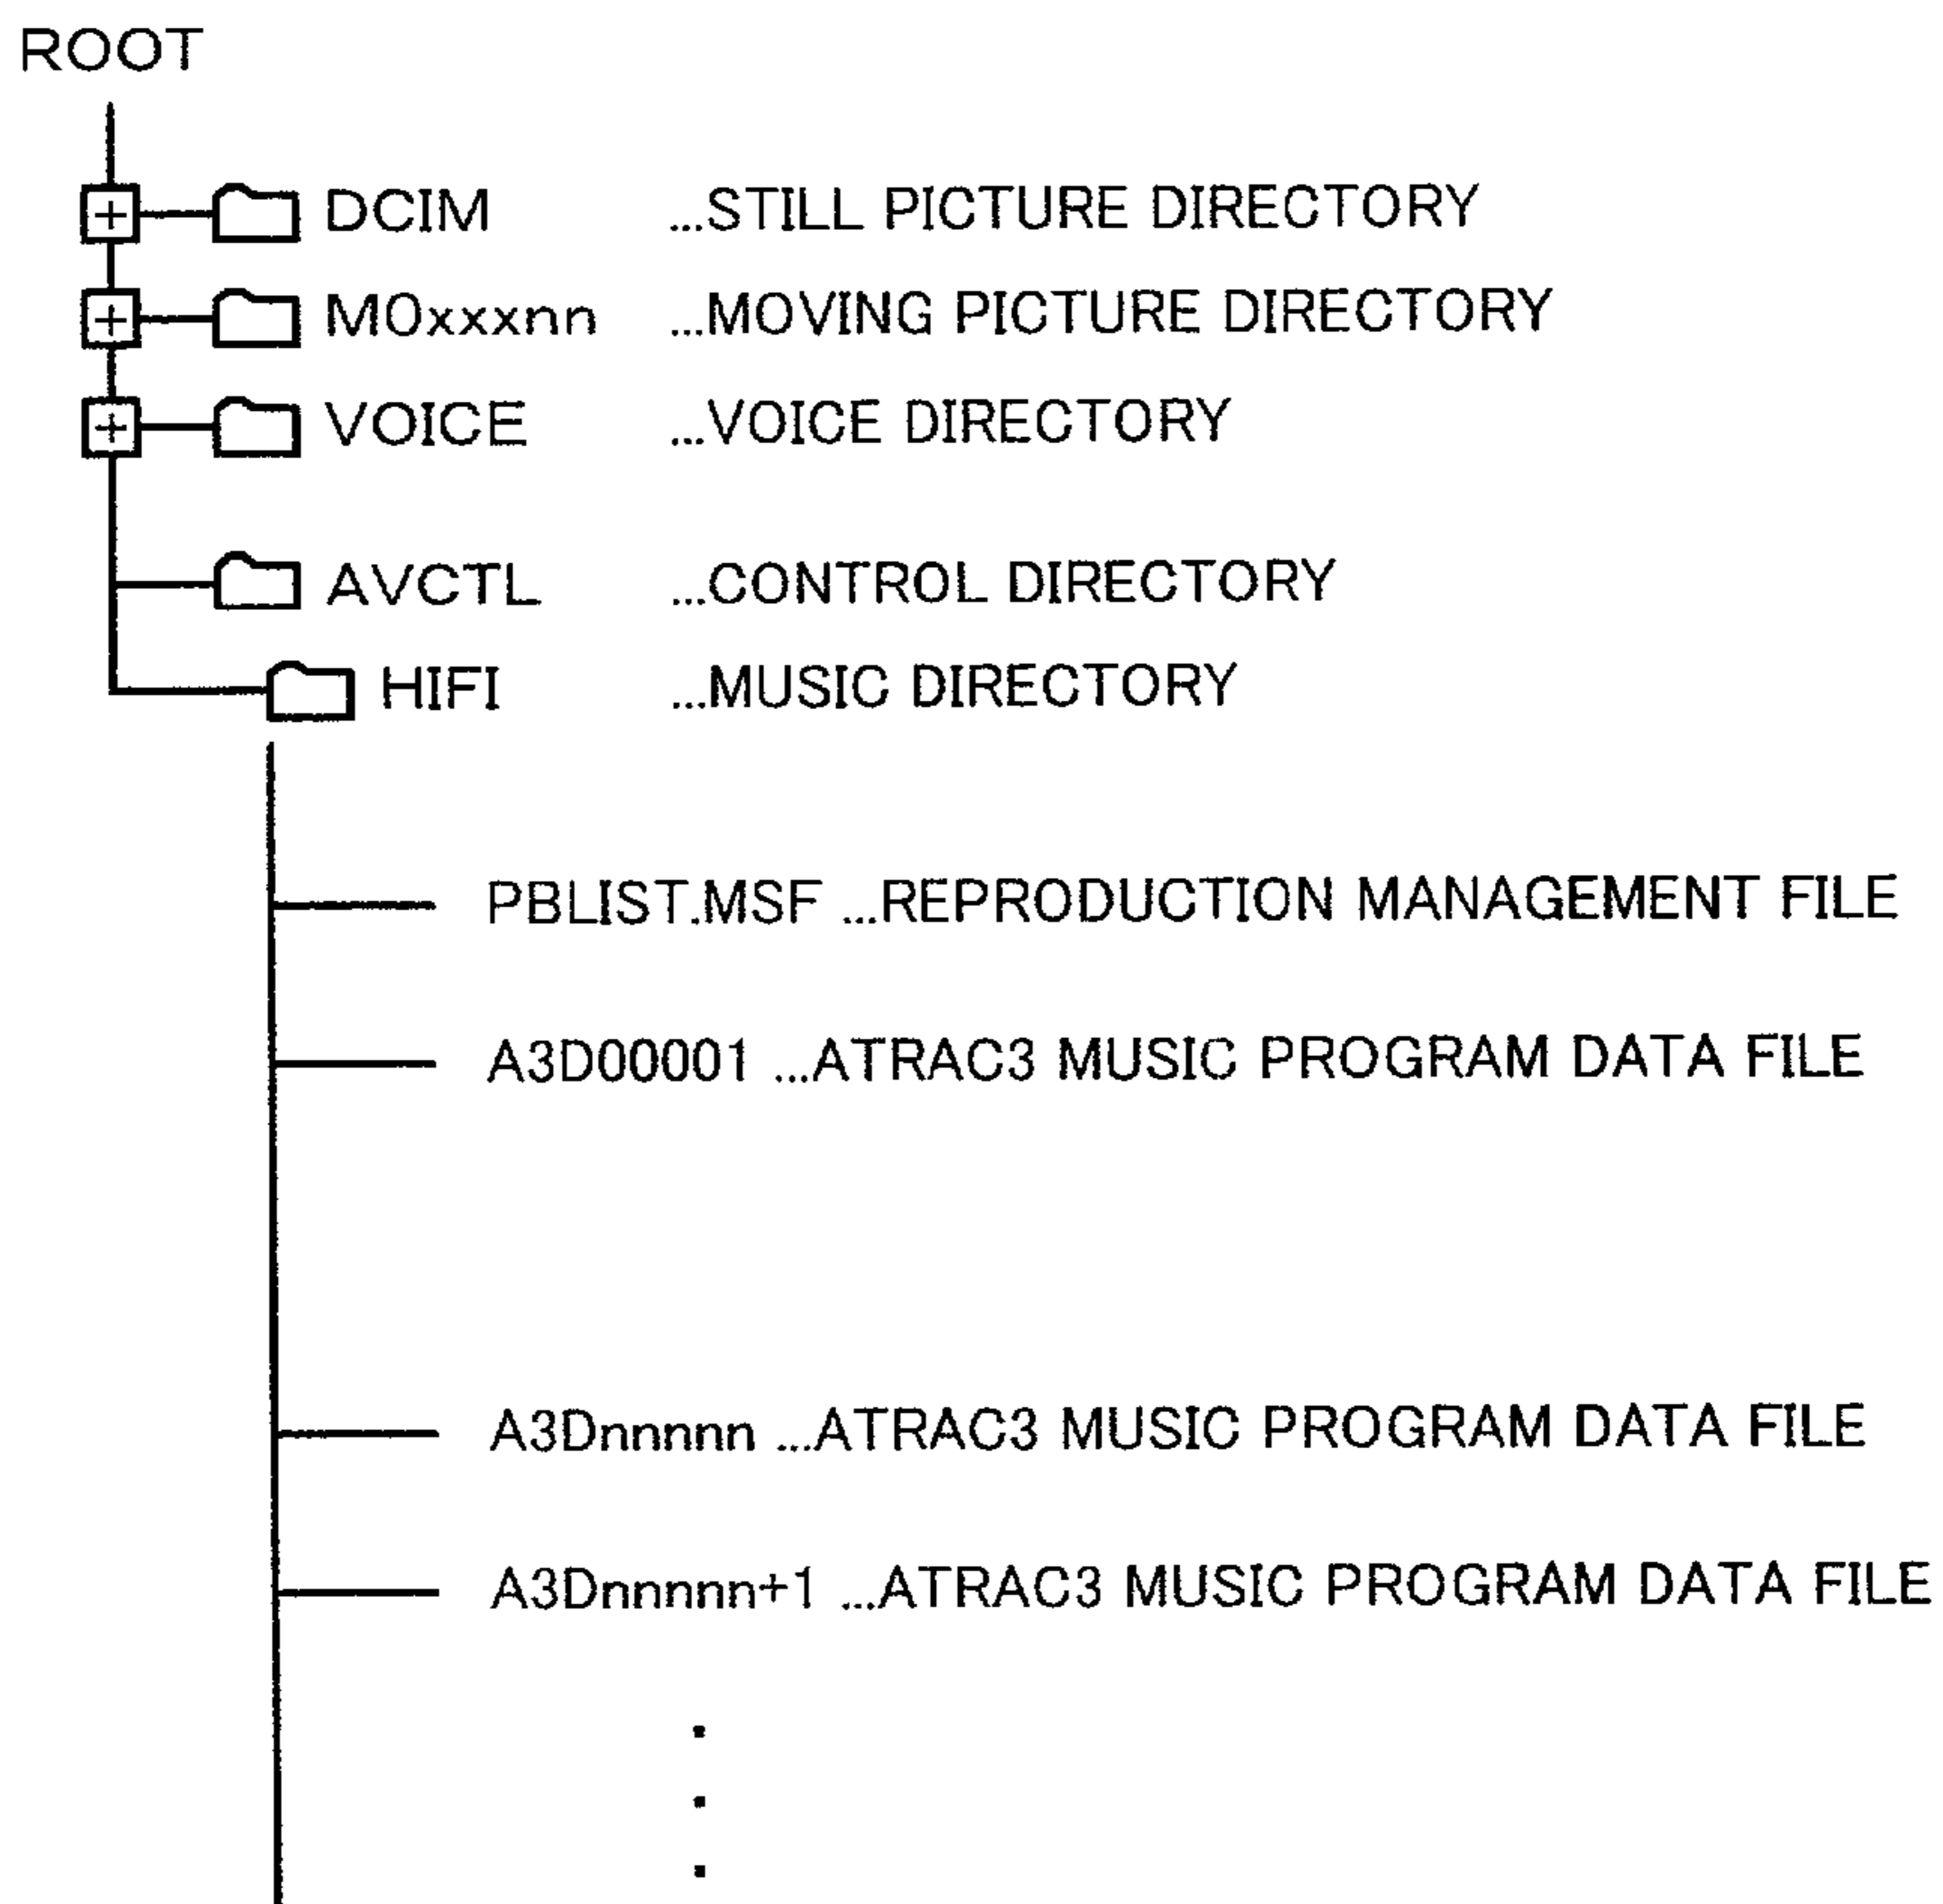 ROOT
DCIM ...STILL PICTURE DIRECTORY
M0xxxnn ...MOVING PICTURE DIRECTORY
VOICE ...VOICE DIRECTORY
AVCTL ...CONTROL DIRECTORY
HIFI ...MUSIC DIRECTORY
PBLIST.MSF ...REPRODUCTION MANAGEMENT FILE
A3D00001 ...ATRAC3 MUSIC PROGRAM DATA FILE
A3Dnnnnn ...ATRAC3 MUSIC PROGRAM DATA FILE
A3Dnnnnn+1 ...ATRAC3 MUSIC PROGRAM DATA FILE